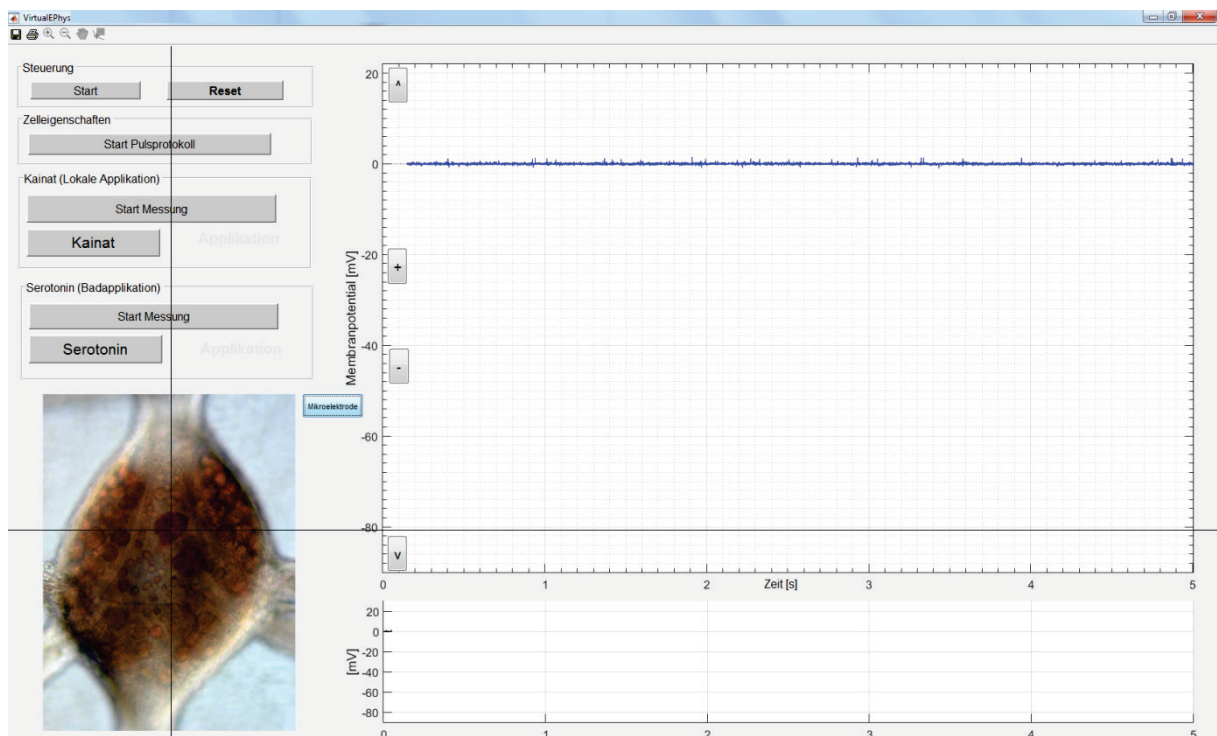 VirtualEPhys
Steuerung
Start
Reset
Zelleigenschaften
Start Pulsprotokoll
Kainat (Lokale Applikation)
Start Messung
Kainat
Applikation
Serotonin (Badapplikation)
Start Messung
Serotonin
Applikation
Mikroelektrode
Membranpotential [mV]
20
0
-20
-40
-60
-80
^
+
-
v
0
1
2
3
4
5
Zeit [s]
[mV]
20
0
-20
-40
-60
-80
0
1
2
3
4
5